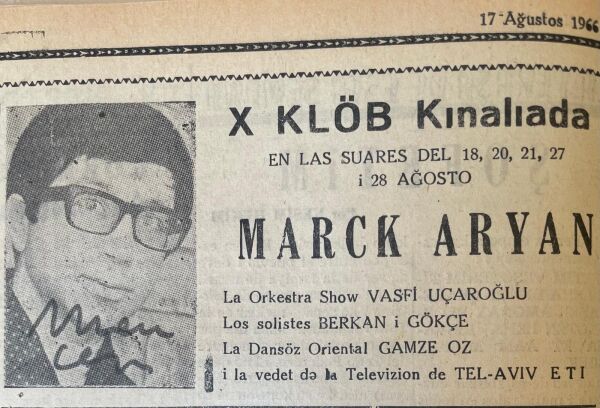 17 Ağustos 1966
X KLÖB Kınalıada
EN LAS SUARES DEL 18, 20, 21, 27
i 28 AĞOSTO
MARCK ARYAN
La Orkestra Show VASFİ UÇAROĞLU
Los solistes BERKAN i GÖKÇE
La Dansöz Oriental GAMZE OZ
i la vedet də la Televizion de TEL-AVIV ETI